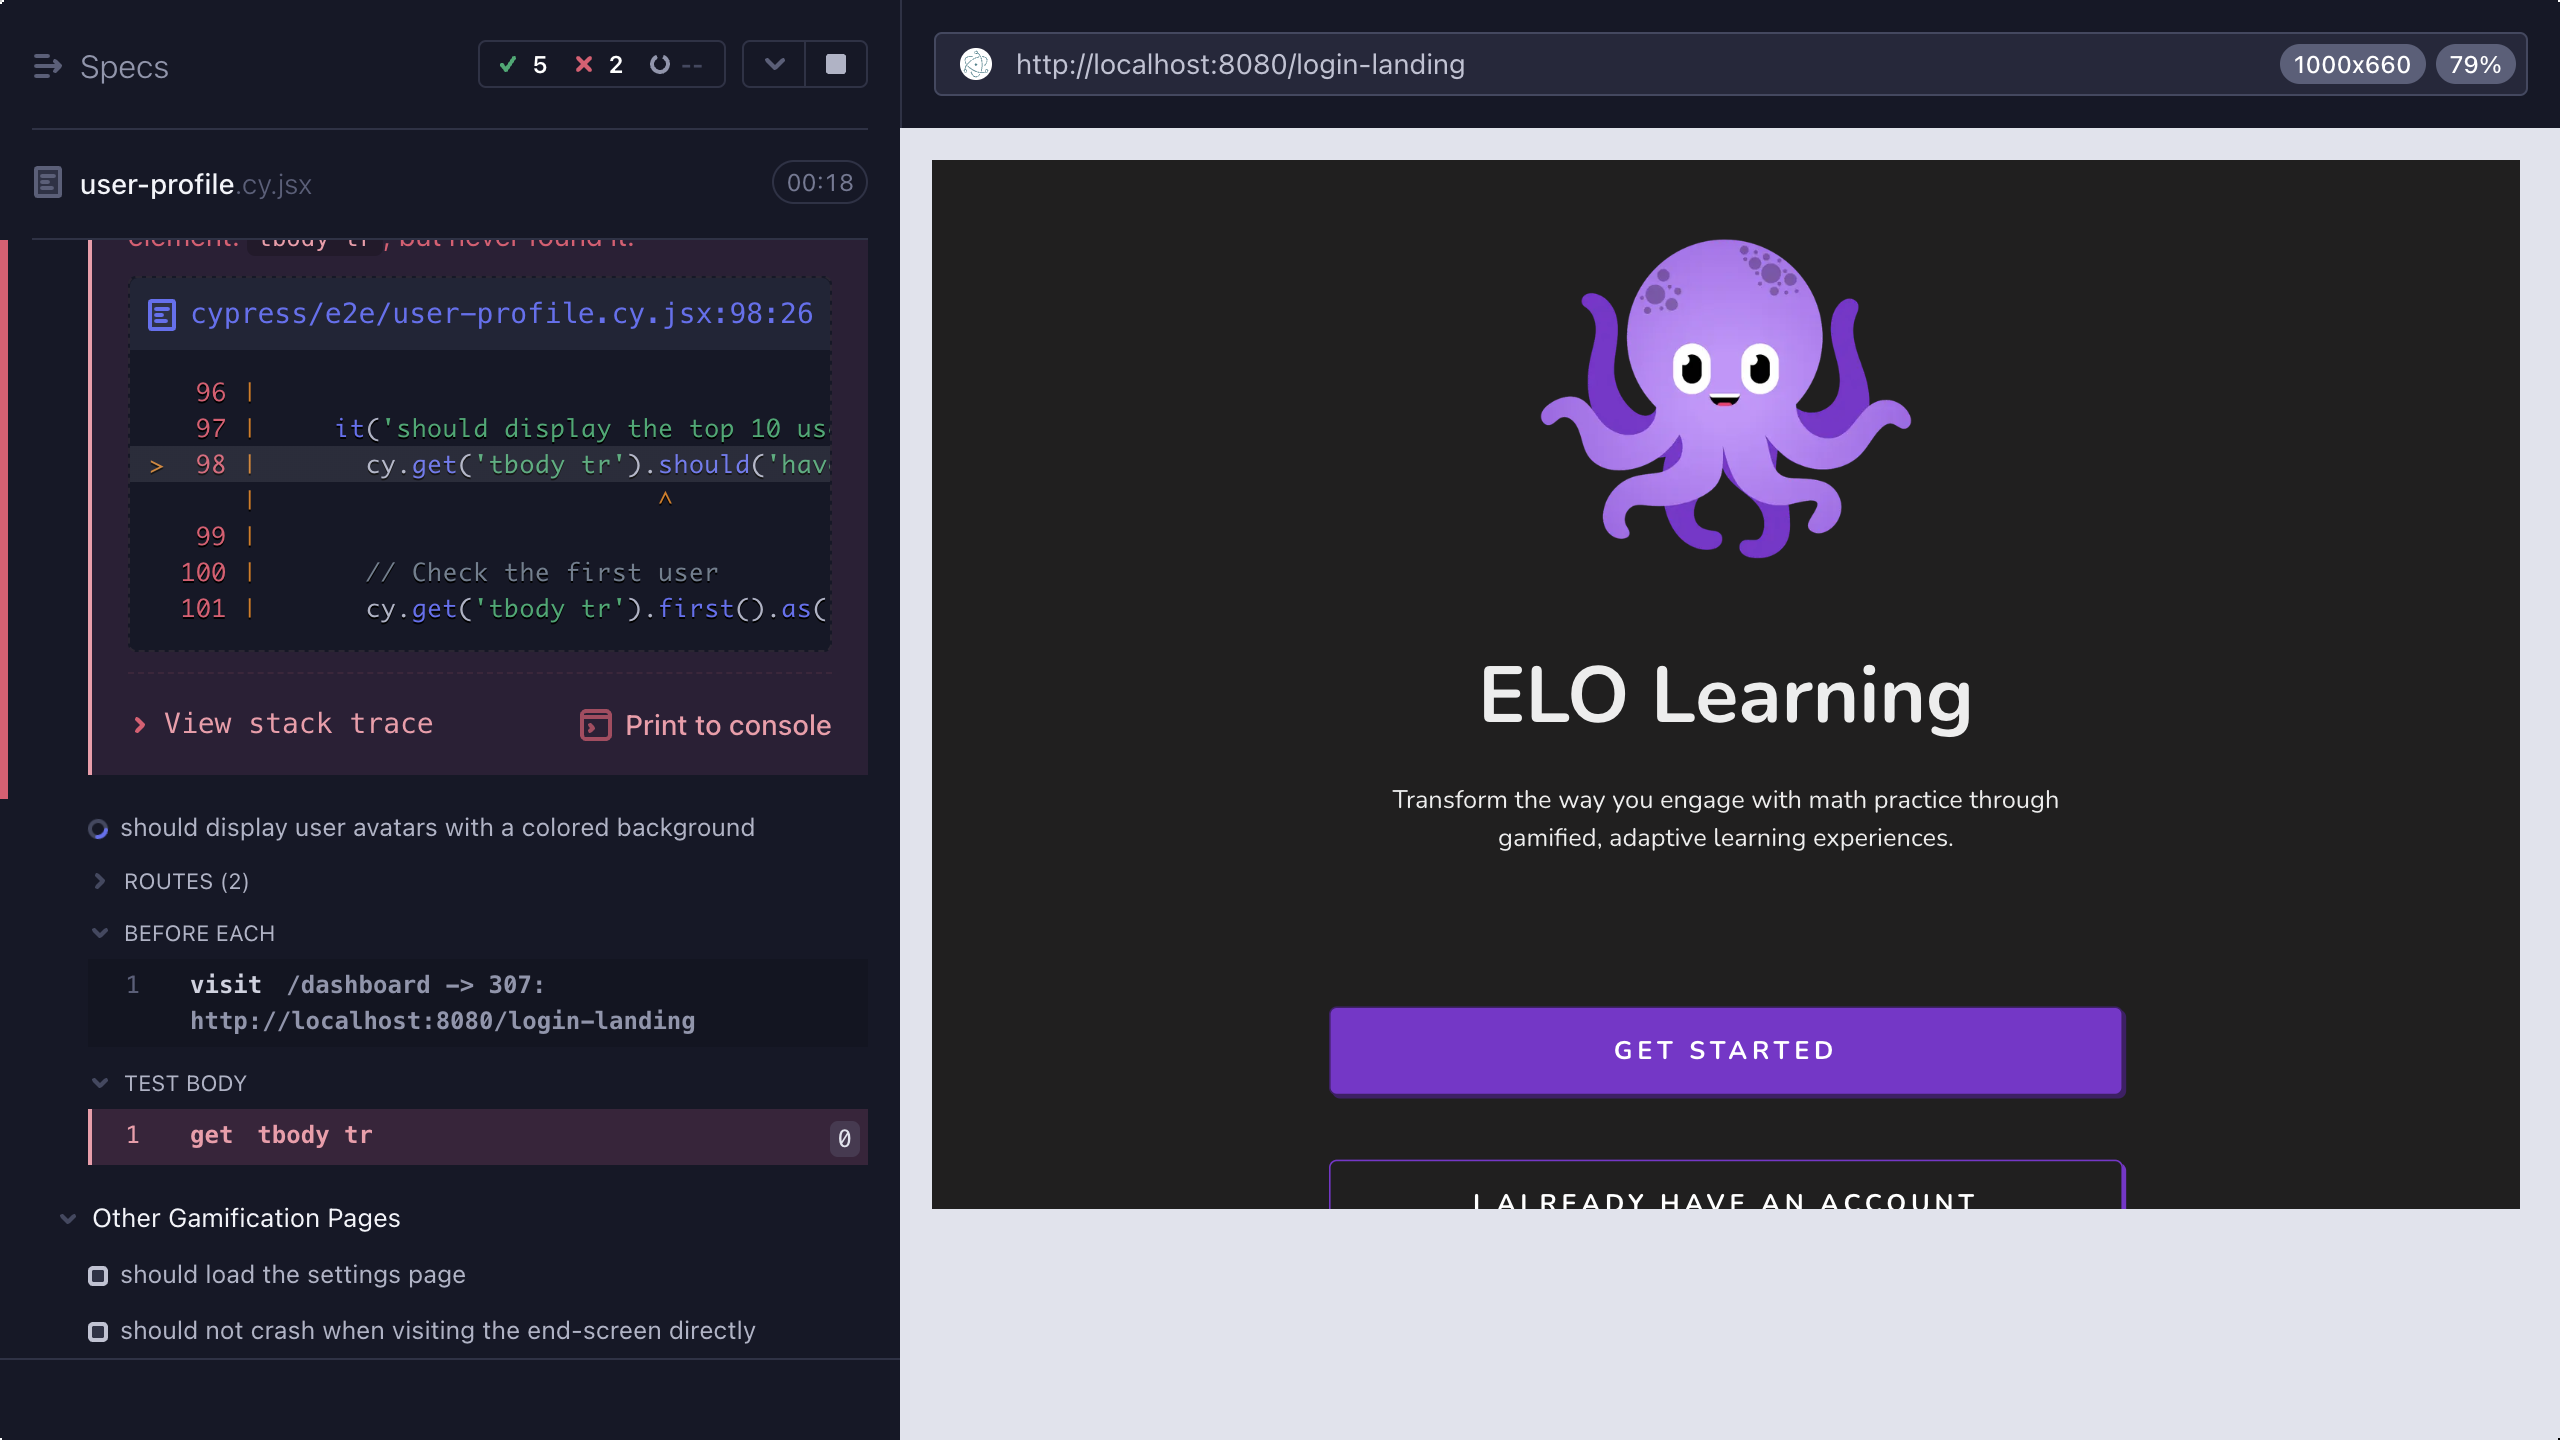 Specs
5 2 --
user-profile.cy.jsx
00:18
element: tbody tr, but never found it.
cypress/e2e/user-profile.cy.jsx:98:26
96 |
97 | it('should display the top 10 us
> 98 | cy.get('tbody tr').should('hav
| ^
99 |
100 | // Check the first user
101 | cy.get('tbody tr').first().as(
View stack trace
Print to console
should display user avatars with a colored background
ROUTES (2)
BEFORE EACH
1 visit /dashboard -> 307:
http://localhost:8080/login-landing
TEST BODY
1 get tbody tr 0
Other Gamification Pages
should load the settings page
should not crash when visiting the end-screen directly
http://localhost:8080/login-landing
1000x660 79%
ELO Learning
Transform the way you engage with math practice through
gamified, adaptive learning experiences.
GET STARTED
I ALREADY HAVE AN ACCOUNT